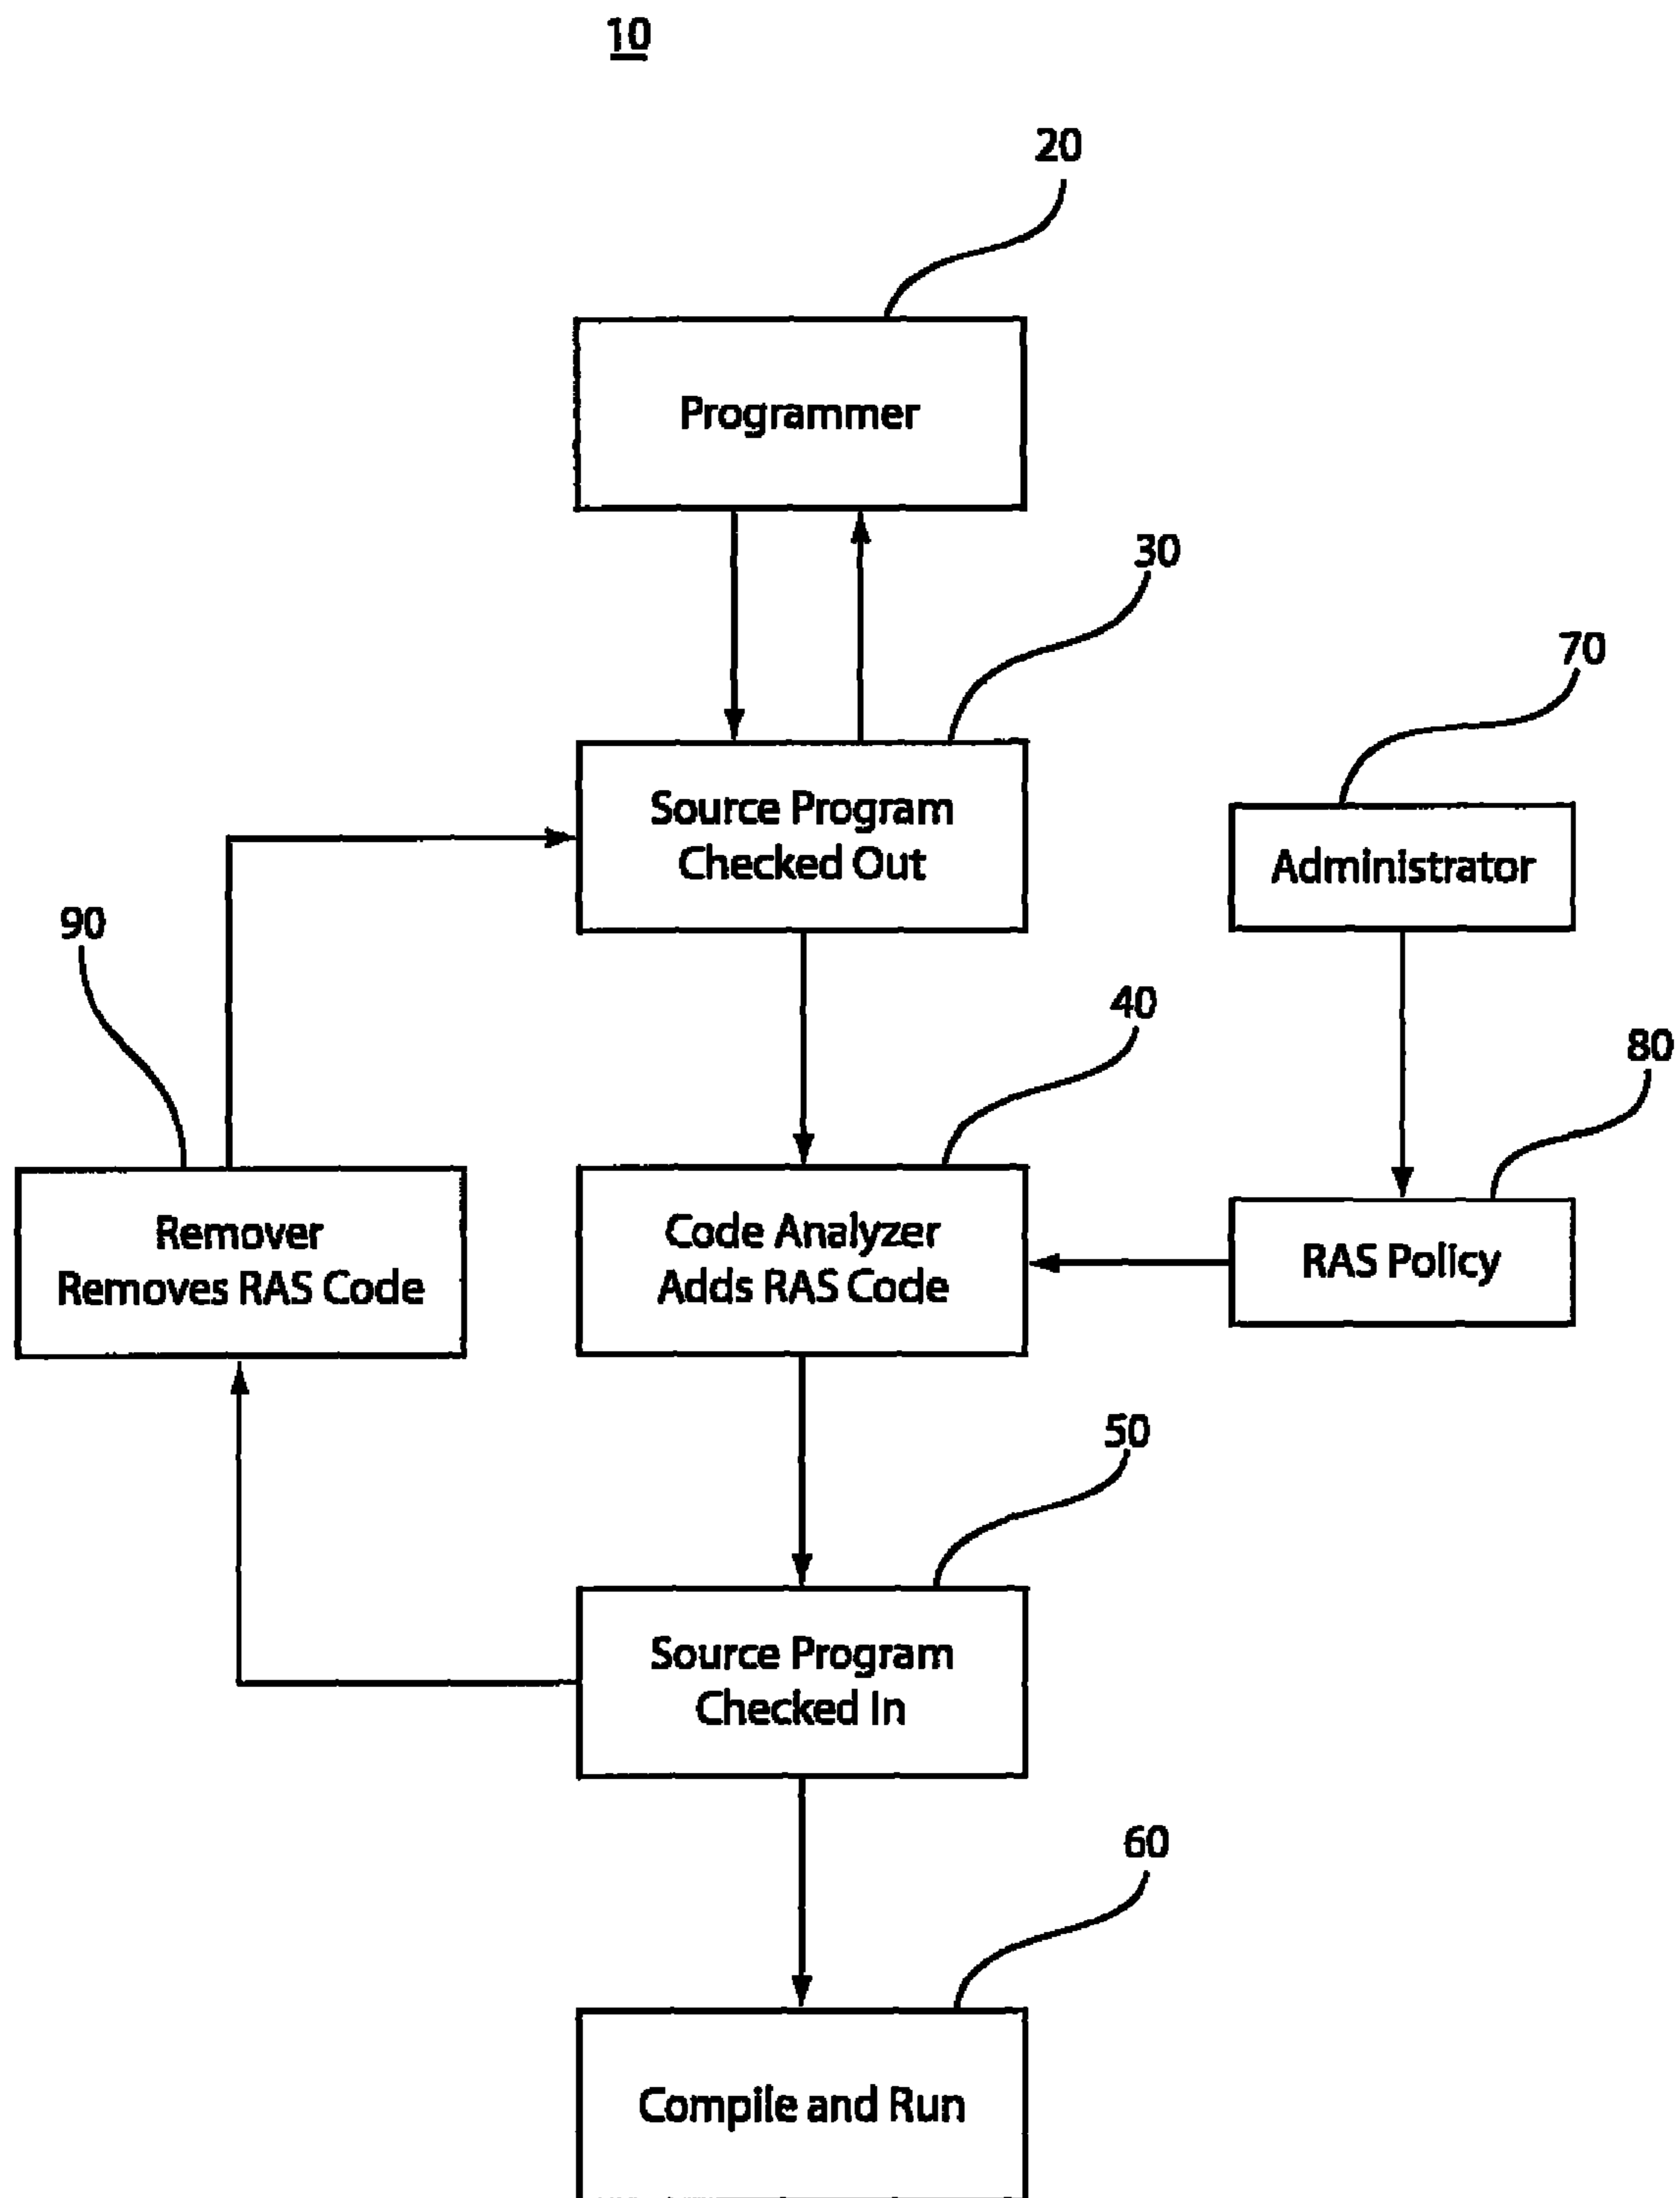 10
20
Programmer
30
Source Program
Checked Out
70
Administrator
90
40
80
Remover
Removes RAS Code
Code Analyzer
Adds RAS Code
RAS Policy
50
Source Program
Checked In
60
Compile and Run